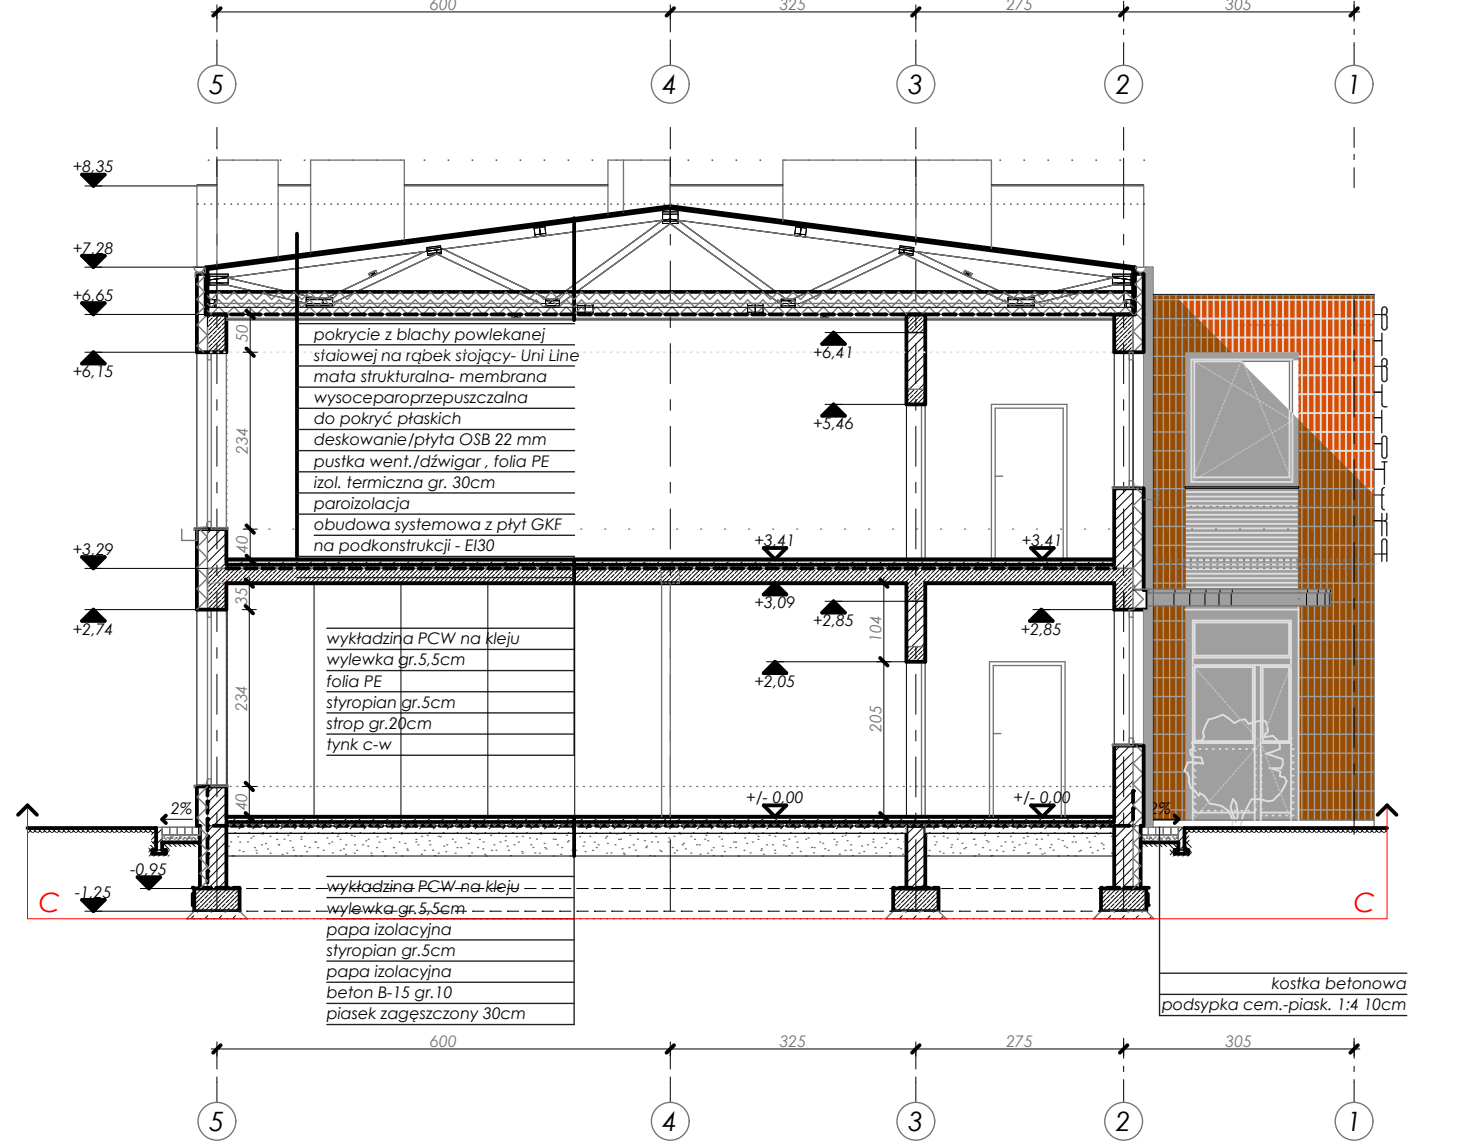 600 325 275 305
5 4 3 2 1
+8,35
+7,28
+6,65
50
pokrycie z blachy powlekanej
stalowej na rąbek stojący- Uni Line
+6,41
+6,15
mata strukturalna- membrana
wysoceparoprzepuszczalna
do pokryć płaskich
+5,46
234
deskowanie/płyta OSB 22 mm
pustka went./dźwigar , folia PE
izol. termiczna gr. 30cm
paroizolacja
obudowa systemowa z płyt GKF
na podkonstrukcji - EI30
40
+3,41 +3,41
+3,29
35
+3,09
+2,85
+2,74
+2,85
104
wykładzina PCW na kleju
wylewka gr.5,5cm
folia PE
+2,05
styropian gr.5cm
strop gr.20cm
tynk c-w
234
205
40
+/- 0,00 +/- 0,00
2% 2%
-0,95
-1,25
C C
wykładzina PCW na kleju
wylewka gr.5,5cm
papa izolacyjna
styropian gr.5cm
papa izolacyjna
beton B-15 gr.10
piasek zagęszczony 30cm
kostka betonowa
podsypka cem.-piask. 1:4 10cm
600 325 275 305
5 4 3 2 1